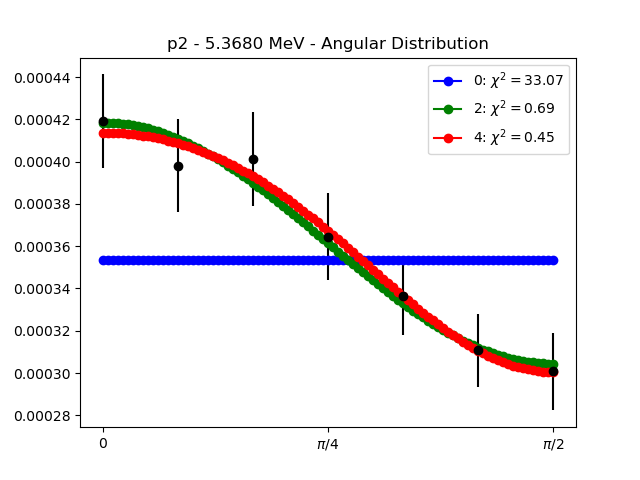 p2 - 5.3680 MeV - Angular Distribution
0: χ² = 33.07
2: χ² = 0.69
4: χ² = 0.45
0.00044
0.00042
0.00040
0.00038
0.00036
0.00034
0.00032
0.00030
0.00028
0
π/4
π/2